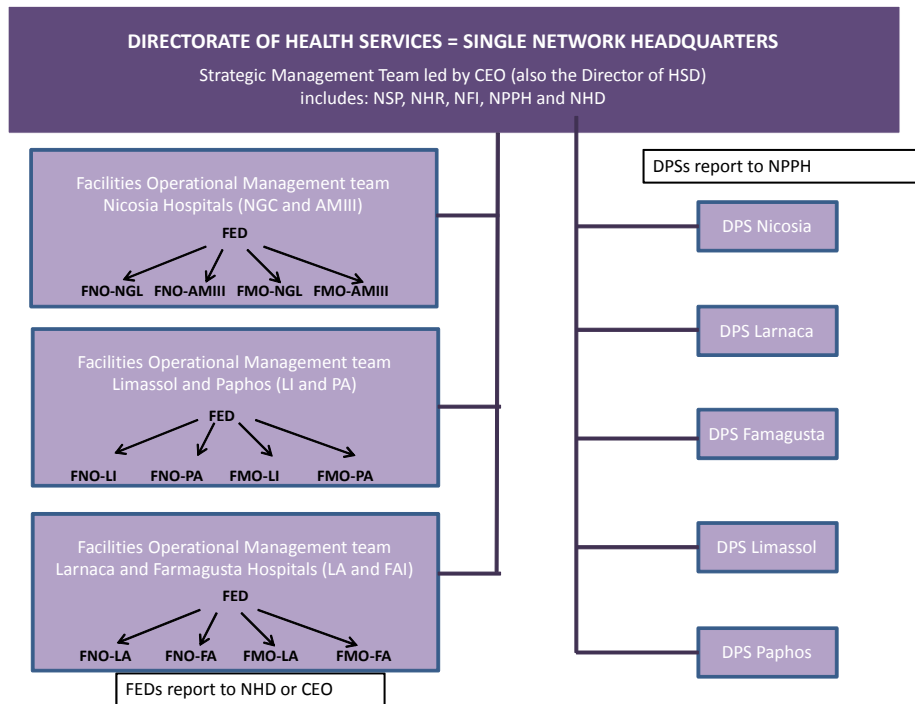 DIRECTORATE OF HEALTH SERVICES = SINGLE NETWORK HEADQUARTERS
Strategic Management Team led by CEO (also the Director of HSD)
includes: NSP, NHR, NFI, NPPH and NHD
Facilities Operational Management team
Nicosia Hospitals (NGC and AMIII)
FED
FNO-NGL FNO-AMIII FMO-NGL FMO-AMIII
Facilities Operational Management team
Limassol and Paphos (LI and PA)
FED
FNO-LI FNO-PA FMO-LI FMO-PA
Facilities Operational Management team
Larnaca and Farmagusta Hospitals (LA and FAI)
FED
FNO-LA FNO-FA FMO-LA FMO-FA
FEDs report to NHD or CEO
DPSs report to NPPH
DPS Nicosia
DPS Larnaca
DPS Famagusta
DPS Limassol
DPS Paphos